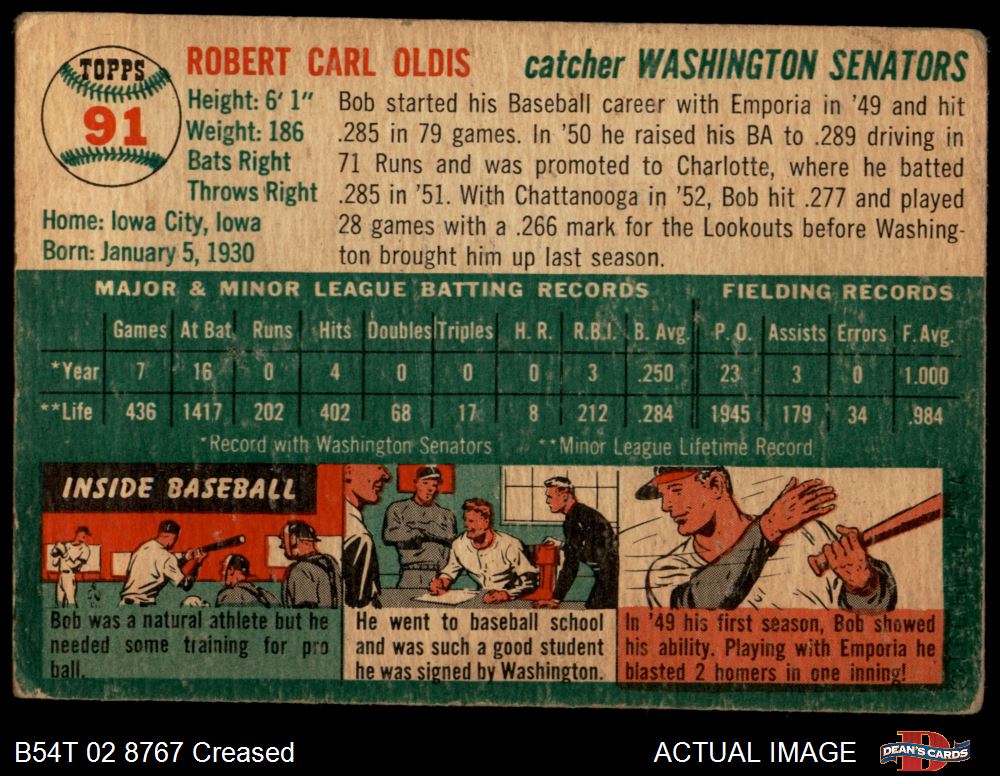 TOPPS
91
ROBERT CARL OLDIS
catcher WASHINGTON SENATORS
Height: 6' 1"
Weight: 186
Bats Right
Throws Right
Home: Iowa City, Iowa
Born: January 5, 1930
Bob started his Baseball career with Emporia in '49 and hit
.285 in 79 games. In '50 he raised his BA to .289 driving in
71 Runs and was promoted to Charlotte, where he batted
.285 in '51. With Chattanooga in '52, Bob hit .277 and played
28 games with a .266 mark for the Lookouts before Washing-
ton brought him up last season.
MAJOR & MINOR LEAGUE BATTING RECORDS FIELDING RECORDS
Games At Bat Runs Hits Doubles Triples H. R. R.B.I. B. Avg. P. O. Assists Errors F. Avg.
*Year 7 16 0 4 0 0 0 3 .250 23 3 0 1.000
**Life 436 1417 202 402 68 17 8 212 .284 1945 179 34 .984
*Record with Washington Senators **Minor League Lifetime Record
INSIDE BASEBALL
Bob was a natural athlete but he
needed some training for pro
ball.
He went to baseball school
and was such a good student
he was signed by Washington.
In '49 his first season, Bob showed
his ability. Playing with Emporia he
blasted 2 homers in one inning!
B54T 02 8767 Creased
ACTUAL IMAGE
DEAN'S CARDS